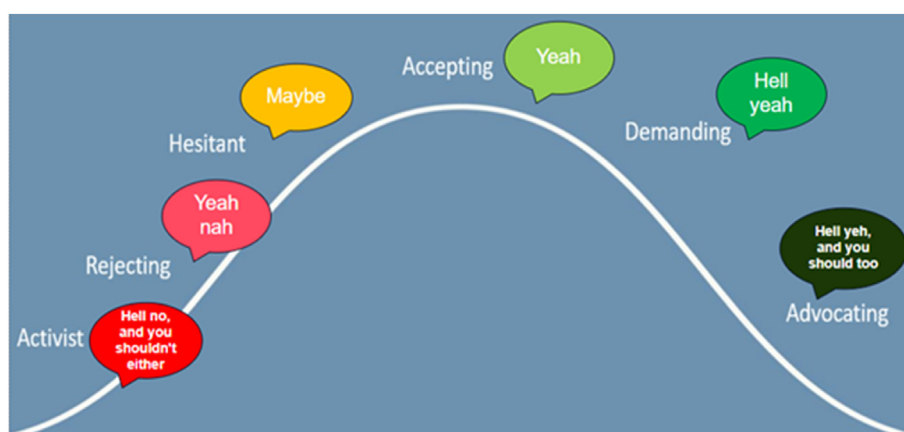 Activist
Hell no,
and you
shouldn't
either
Rejecting
Yeah
nah
Hesitant
Maybe
Accepting
Yeah
Demanding
Hell
yeah
Advocating
Hell yeh,
and you
should too